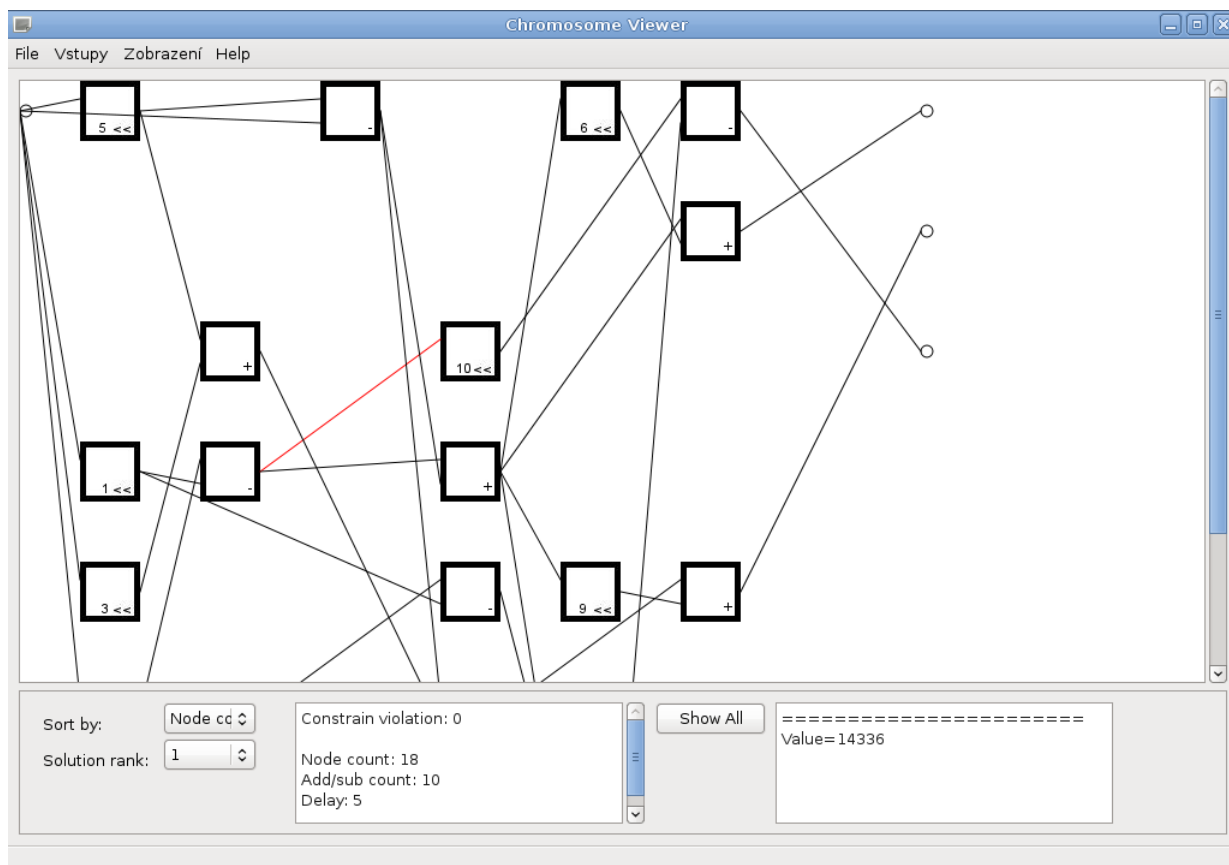 Chromosome Viewer
File Vstupy Zobrazení Help
5 <<
-
6 <<
-
+
+
10<<
1 <<
-
+
3 <<
-
9 <<
+
Sort by:
Node cc
Solution rank:
1
Constrain violation: 0
Node count: 18
Add/sub count: 10
Delay: 5
Show All
=======================
Value=14336